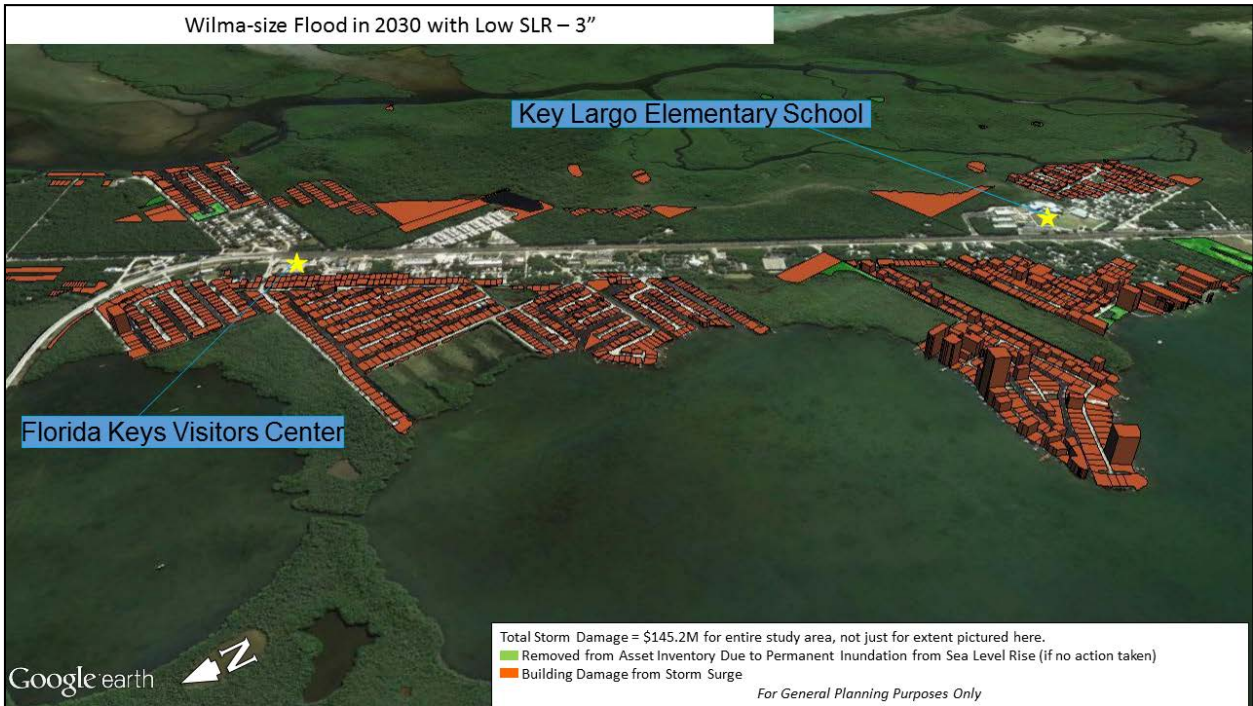 Wilma-size Flood in 2030 with Low SLR – 3”
Key Largo Elementary School
Florida Keys Visitors Center
Total Storm Damage = $145.2M for entire study area, not just for extent pictured here.
Removed from Asset Inventory Due to Permanent Inundation from Sea Level Rise (if no action taken)
Building Damage from Storm Surge
For General Planning Purposes Only
N
Google earth